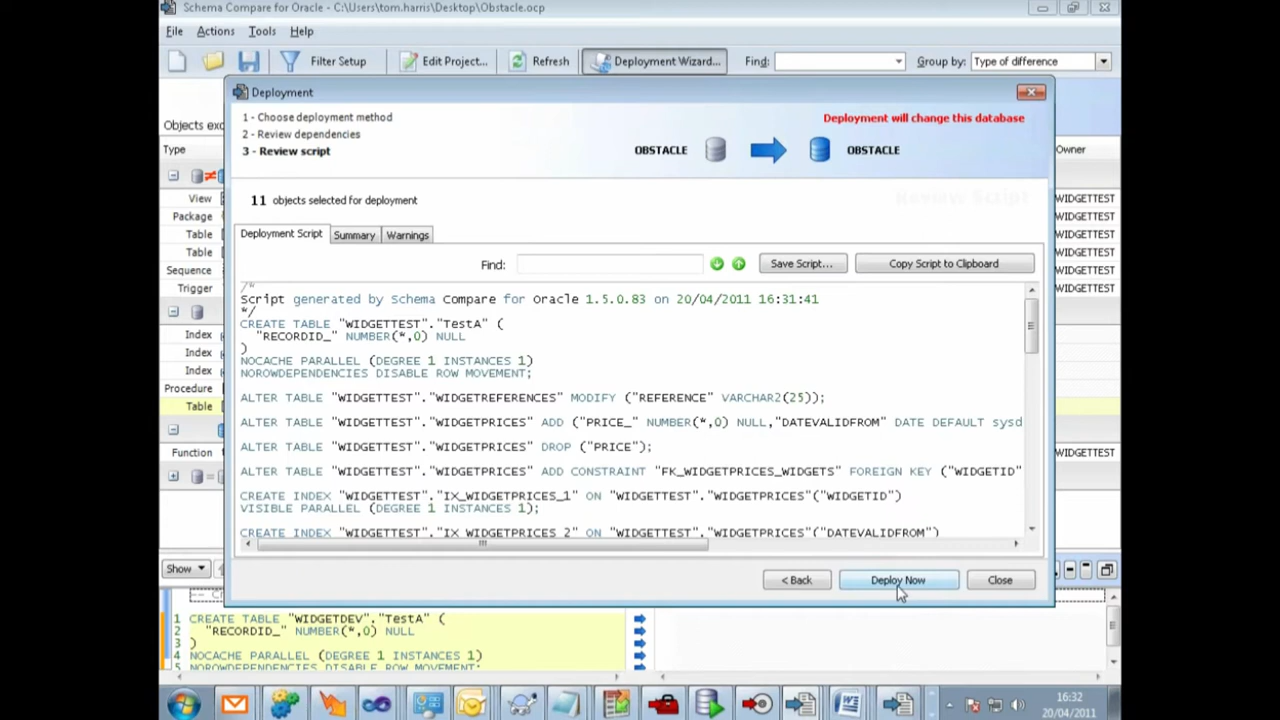 Schema Compare for Oracle - C:\Users\tom.harris\Desktop\Obstacle.ocp
File Actions Tools Help
Filter Setup Edit Project... Refresh Deployment Wizard... Find: Group by: Type of difference
Deployment
1 - Choose deployment method
Deployment will change this database
2 - Review dependencies
3 - Review script
OBSTACLE OBSTACLE
11 objects selected for deployment
Deployment Script Summary Warnings
Find: Save Script... Copy Script to Clipboard
/*
Script generated by Schema Compare for Oracle 1.5.0.83 on 20/04/2011 16:31:41
*/
CREATE TABLE "WIDGETTEST"."TestA" (
"RECORDID_" NUMBER(*,0) NULL
)
NOCACHE PARALLEL (DEGREE 1 INSTANCES 1)
NOROWDEPENDENCIES DISABLE ROW MOVEMENT;
ALTER TABLE "WIDGETTEST"."WIDGETREFERENCES" MODIFY ("REFERENCE" VARCHAR2(25));
ALTER TABLE "WIDGETTEST"."WIDGETPRICES" ADD ("PRICE_" NUMBER(*,0) NULL,"DATEVALIDFROM" DATE DEFAULT sysd
ALTER TABLE "WIDGETTEST"."WIDGETPRICES" DROP ("PRICE");
ALTER TABLE "WIDGETTEST"."WIDGETPRICES" ADD CONSTRAINT "FK_WIDGETPRICES_WIDGETS" FOREIGN KEY ("WIDGETID"
CREATE INDEX "WIDGETTEST"."IX_WIDGETPRICES_1" ON "WIDGETTEST"."WIDGETPRICES"("WIDGETID")
VISIBLE PARALLEL (DEGREE 1 INSTANCES 1);
CREATE INDEX "WIDGETTEST"."IX_WIDGETPRICES_2" ON "WIDGETTEST"."WIDGETPRICES"("DATEVALIDFROM")
< Back Deploy Now Close
Objects exc
Type Owner
View WIDGETTEST
Package WIDGETTEST
Table WIDGETTEST
Table WIDGETTEST
Sequence WIDGETTEST
Trigger WIDGETTEST
Index
Index
Index
Procedure
Table
Function WIDGETTEST
Show
1 CREATE TABLE "WIDGETDEV"."TestA" (
2 "RECORDID_" NUMBER(*,0) NULL
3 )
4 NOCACHE PARALLEL (DEGREE 1 INSTANCES 1)
5 NOROWDEPENDENCIES DISABLE ROW MOVEMENT;
16:32
20/04/2011